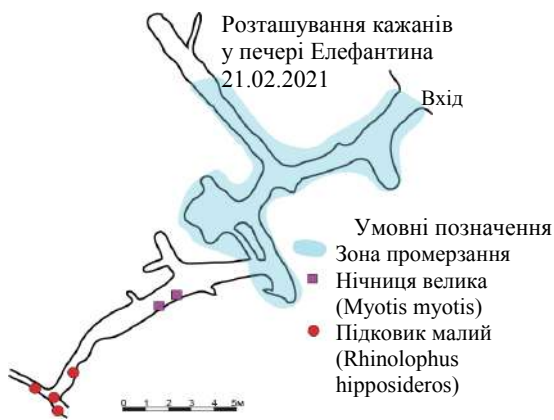 Розташування кажанів
у печері Елефантина
21.02.2021
Вхід
Умовні позначення
Зона промерзання
Нічниця велика
(Myotis myotis)
Підковик малий
(Rhinolophus
hipposideros)
0 1 2 3 4 5м